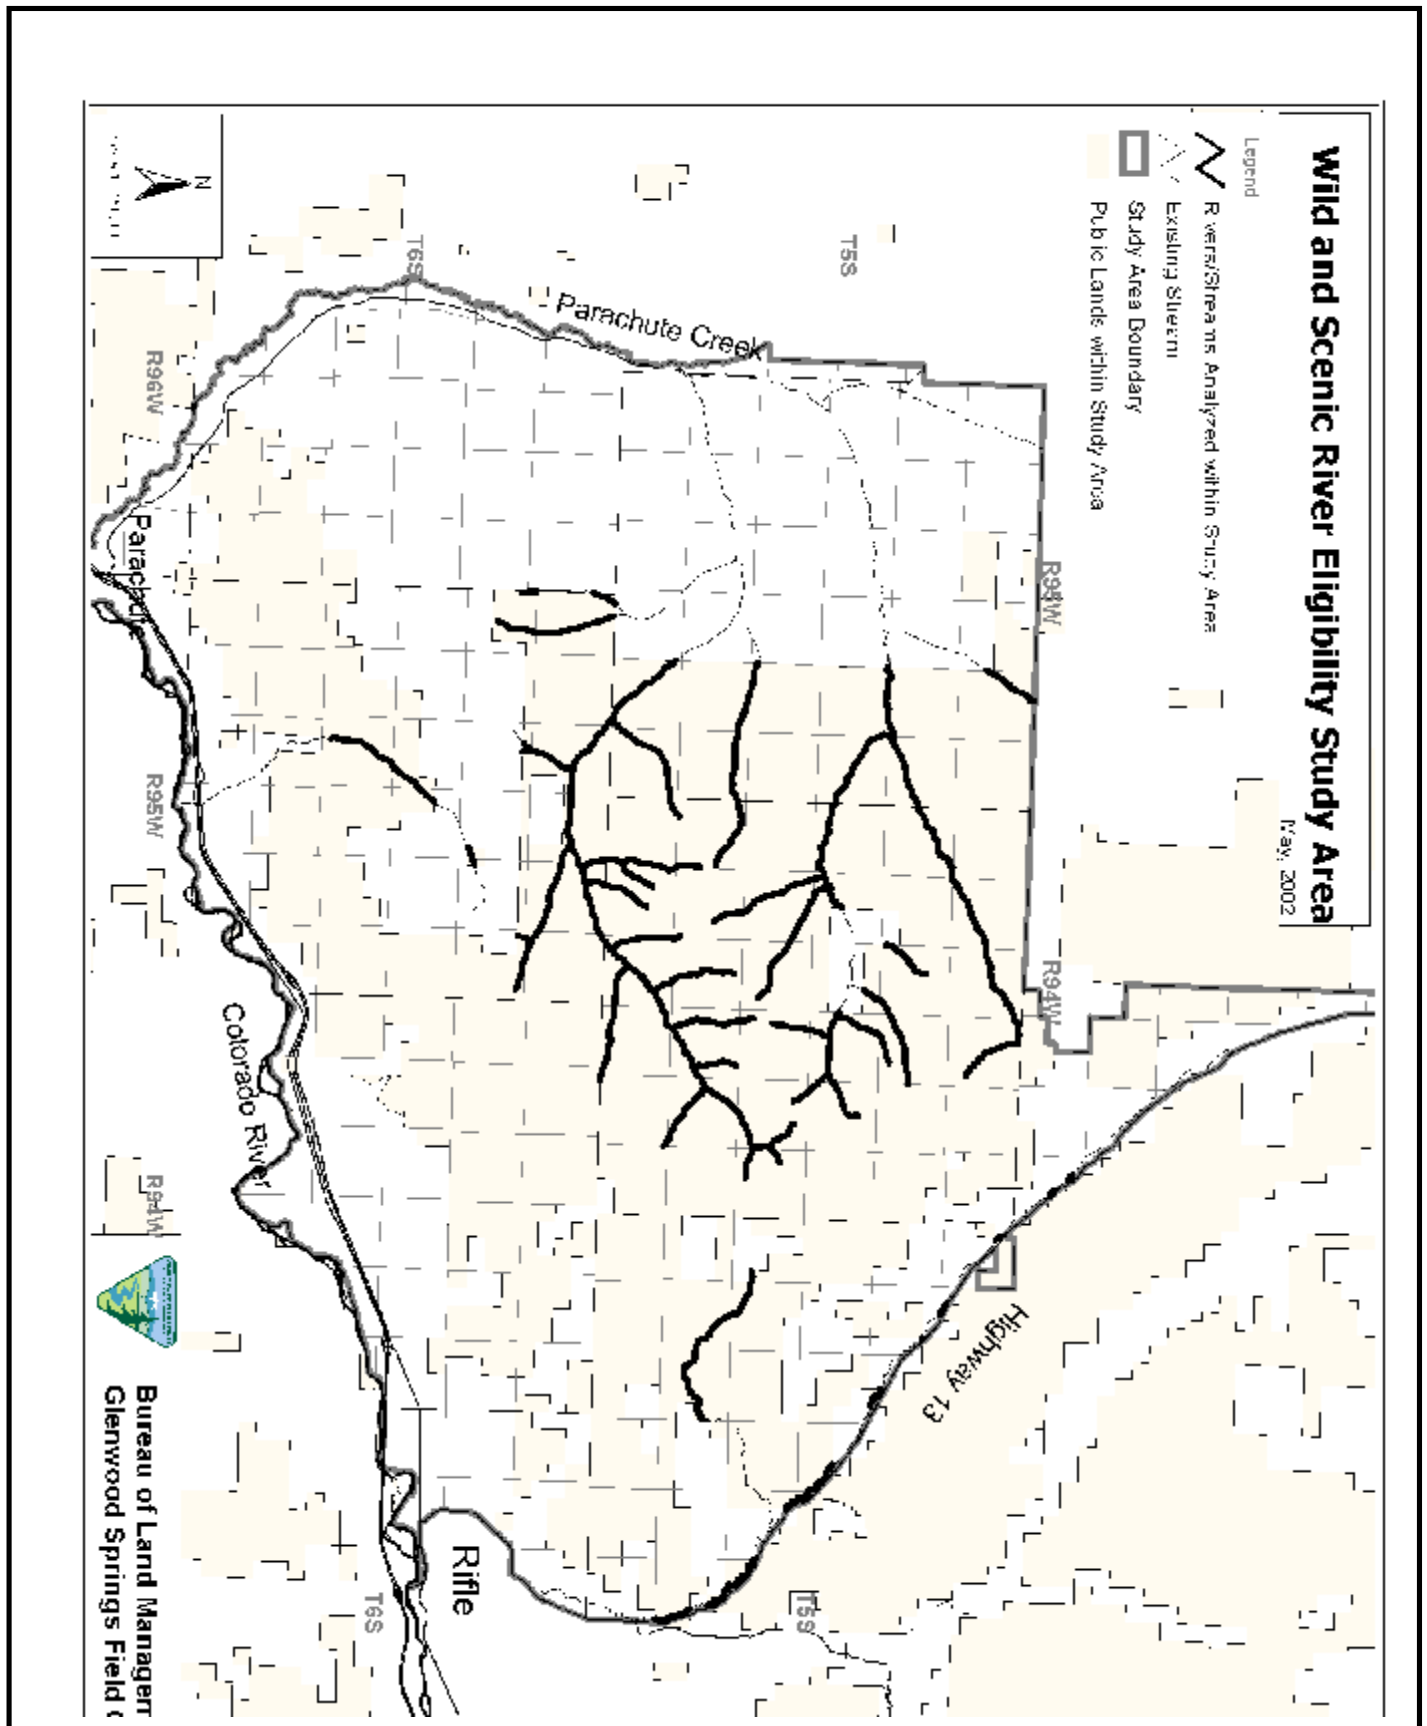 Wild and Scenic River Eligibility Study Area
May, 2002
Legend
Rivers/Streams Analyzed within Study Area
Existing Stream
Study Area Boundary
Public Lands within Study Area
T5S
T6S
N
Parachute Creek
R96W
R95W
R94W
Parachute
R95W
Colorado River
R94W
Highway 13
Rifle
T5S
T6S
Bureau of Land Managem
Glenwood Springs Field